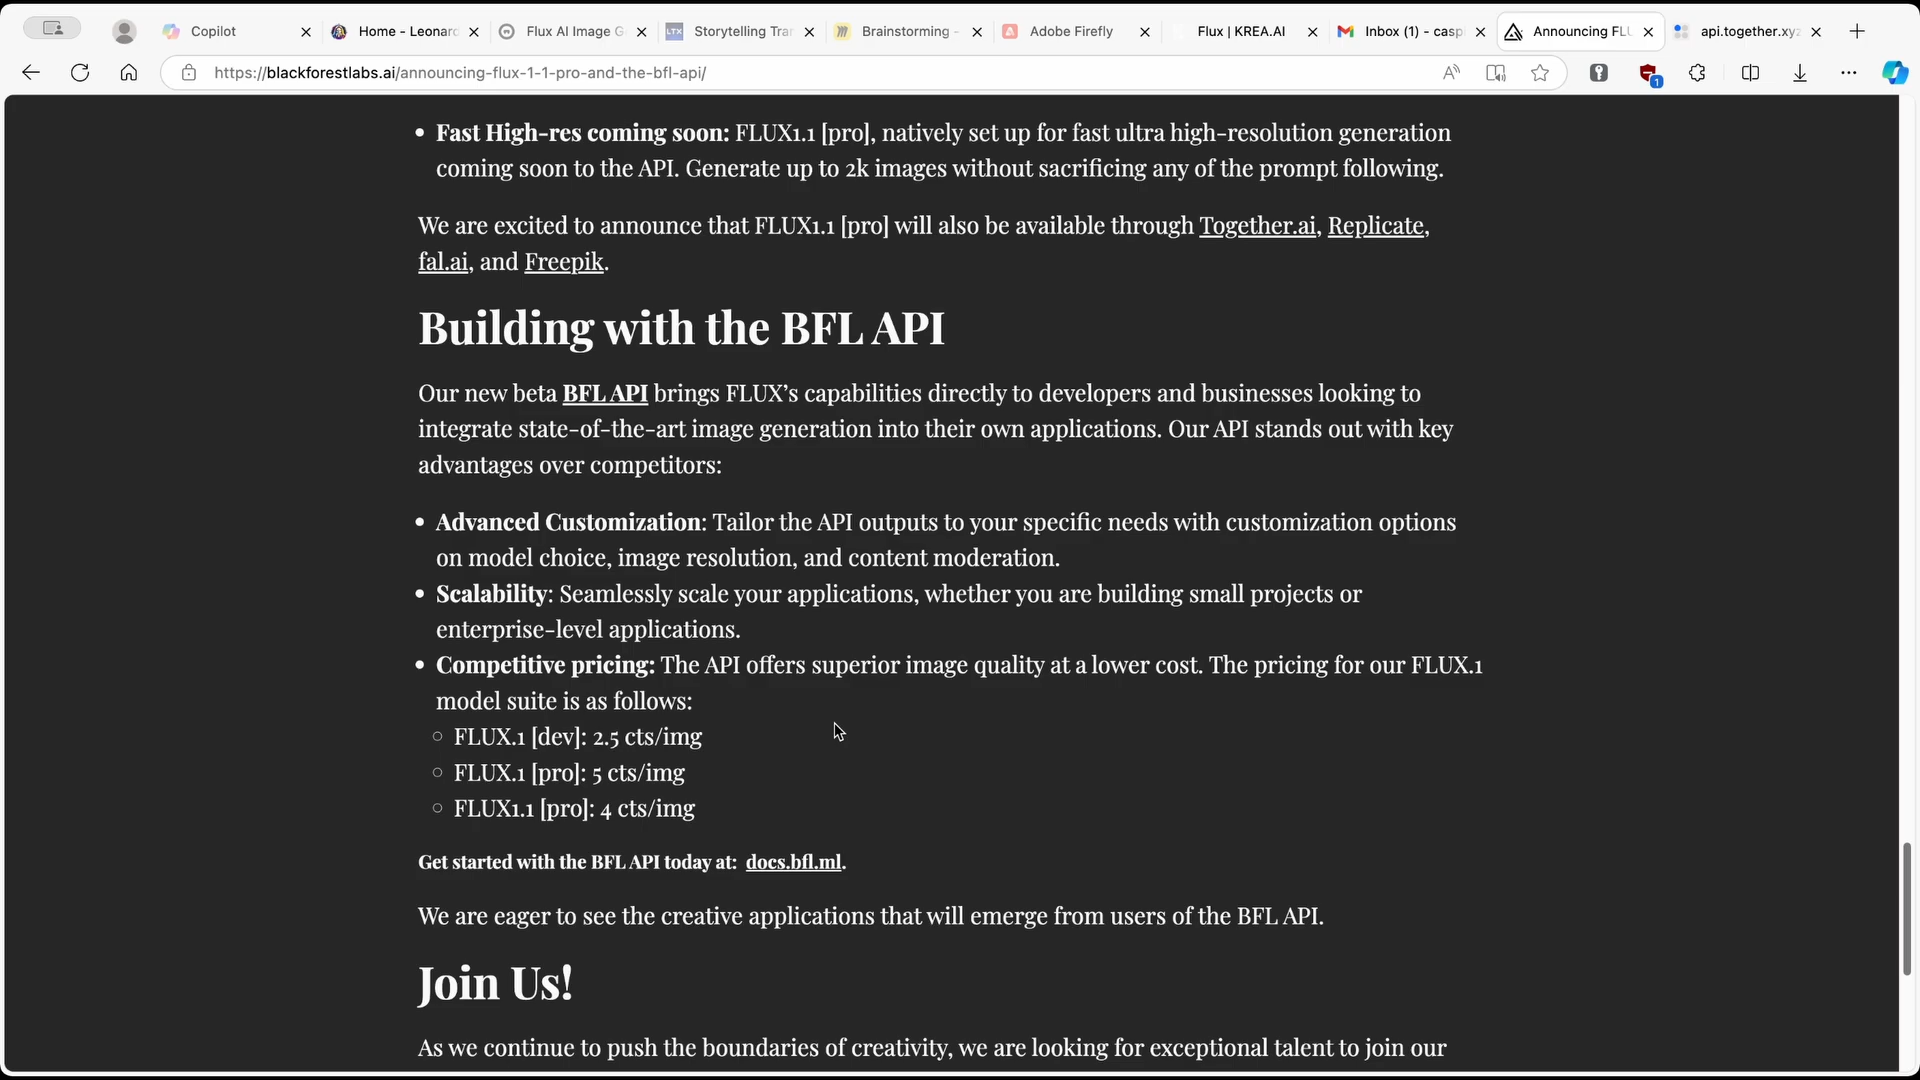 Copilot
Home - Leonard
Flux AI Image G
LTX
Storytelling Tra
Brainstorming -
Adobe Firefly
Flux | KREA.AI
Inbox (1) - casp
Announcing FLU
api.together.xyz
https://blackforestlabs.ai/announcing-flux-1-1-pro-and-the-bfl-api/
1
• Fast High-res coming soon: FLUX1.1 [pro], natively set up for fast ultra high-resolution generation
coming soon to the API. Generate up to 2k images without sacrificing any of the prompt following.
We are excited to announce that FLUX1.1 [pro] will also be available through Together.ai, Replicate,
fal.ai, and Freepik.
Building with the BFL API
Our new beta BFL API brings FLUX’s capabilities directly to developers and businesses looking to
integrate state-of-the-art image generation into their own applications. Our API stands out with key
advantages over competitors:
• Advanced Customization: Tailor the API outputs to your specific needs with customization options
on model choice, image resolution, and content moderation.
• Scalability: Seamlessly scale your applications, whether you are building small projects or
enterprise-level applications.
• Competitive pricing: The API offers superior image quality at a lower cost. The pricing for our FLUX.1
model suite is as follows:
○ FLUX.1 [dev]: 2.5 cts/img
○ FLUX.1 [pro]: 5 cts/img
○ FLUX1.1 [pro]: 4 cts/img
Get started with the BFL API today at: docs.bfl.ml.
We are eager to see the creative applications that will emerge from users of the BFL API.
Join Us!
As we continue to push the boundaries of creativity, we are looking for exceptional talent to join our